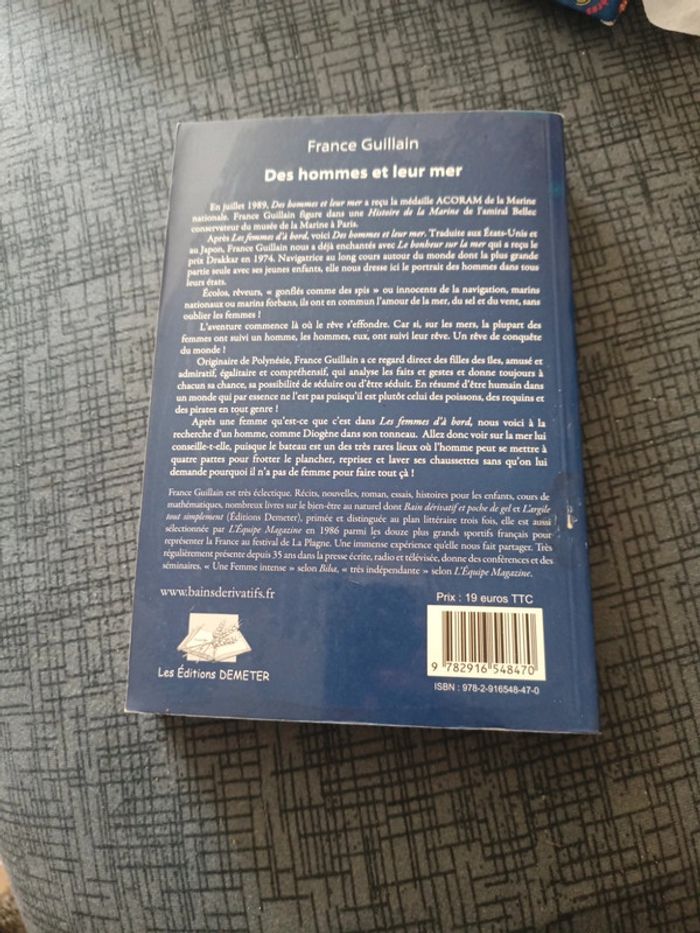 France Guillain
Des hommes et leur mer
En juillet 1989, Des hommes et leur mer a reçu la médaille ACORAM de la Marine
nationale. France Guillain figure dans une Histoire de la Marine de l'amiral Bellec
conservateur du musée de la Marine à Paris.
Après Les femmes d'à bord, voici Des hommes et leur mer. Traduite aux États-Unis et
au Japon, France Guillain nous a déjà enchantés avec Le bonheur sur la mer qui a reçu le
prix Drakkar en 1974. Navigatrice au long cours autour du monde dont la plus grande
partie seule avec ses jeunes enfants, elle nous dresse ici le portrait des hommes dans tous
leurs états.
Écolos, rêveurs, « gonflés comme des spis » ou innocents de la navigation, marins
nationaux ou marins forbans, ils ont en commun l'amour de la mer, du sel et du vent, sans
oublier les femmes !
L'aventure commence là où le rêve s'effondre. Car si, sur les mers, la plupart des
femmes ont suivi un homme, les hommes, eux, ont suivi leur rêve. Un rêve de conquête
du monde !
Originaire de Polynésie, France Guillain a ce regard direct des filles des îles, amusé et
admiratif, égalitaire et compréhensif, qui analyse les faits et gestes et donne toujours à
chacun sa chance, sa possibilité de séduire ou d'être séduit. En résumé d'être humain dans
un monde qui par essence ne l'est pas puisqu'il est plutôt celui des poissons, des requins et
des pirates en tout genre !
Après une femme qu'est-ce que c'est dans Les femmes d'à bord, nous voici à la
recherche d'un homme, comme Diogène dans son tonneau. Allez donc voir sur la mer lui
conseille-t-elle, puisque le bateau est un des très rares lieux où l'homme peut se mettre à
quatre pattes pour frotter le plancher, repriser et laver ses chaussettes sans qu'on lui
demande pourquoi il n'a pas de femme pour faire tout çà !
France Guillain est très éclectique. Récits, nouvelles, roman, essais, histoires pour les enfants, cours de
mathématiques, nombreux livres sur le bien-être au naturel dont Bain dérivatif et poche de gel et L'argile
tout simplement (Éditions Demeter), primée et distinguée au plan littéraire trois fois, elle est aussi
sélectionnée par L'Équipe Magazine en 1986 parmi les douze plus grands sportifs français pour
représenter la France au festival de La Plagne. Une immense expérience qu'elle nous fait partager. Très
régulièrement présente depuis 35 ans dans la presse écrite, radio et télévisée, donne des conférences et des
séminaires. « Une Femme intense » selon Biba, « très indépendante » selon L'Équipe Magazine.
www.bainsderivatifs.fr
Prix : 19 euros TTC
Les Éditions DEMETER
9 782916 548470
ISBN : 978-2-916548-47-0